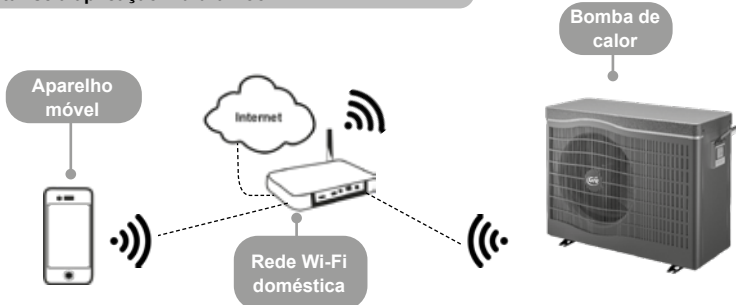 Bomba de
calor
Aparelho
móvel
Internet
Rede Wi-Fi
doméstica